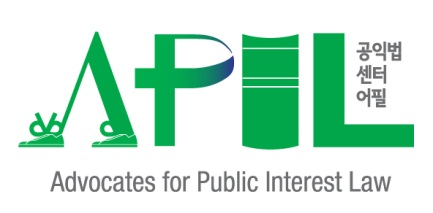 APIL
공익법
센터
어필
Advocates for Public Interest Law